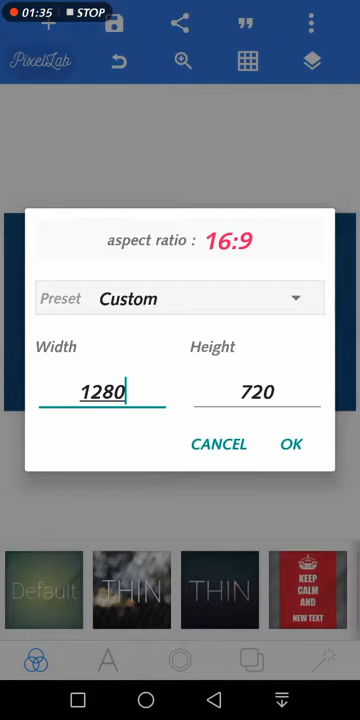 01:35 STOP
PixelLab
aspect ratio : 16:9
Preset Custom
Width Height
1280 720
CANCEL OK
Default
THIN
THIN
KEEP
CALM
AND
NEW TEXT
A